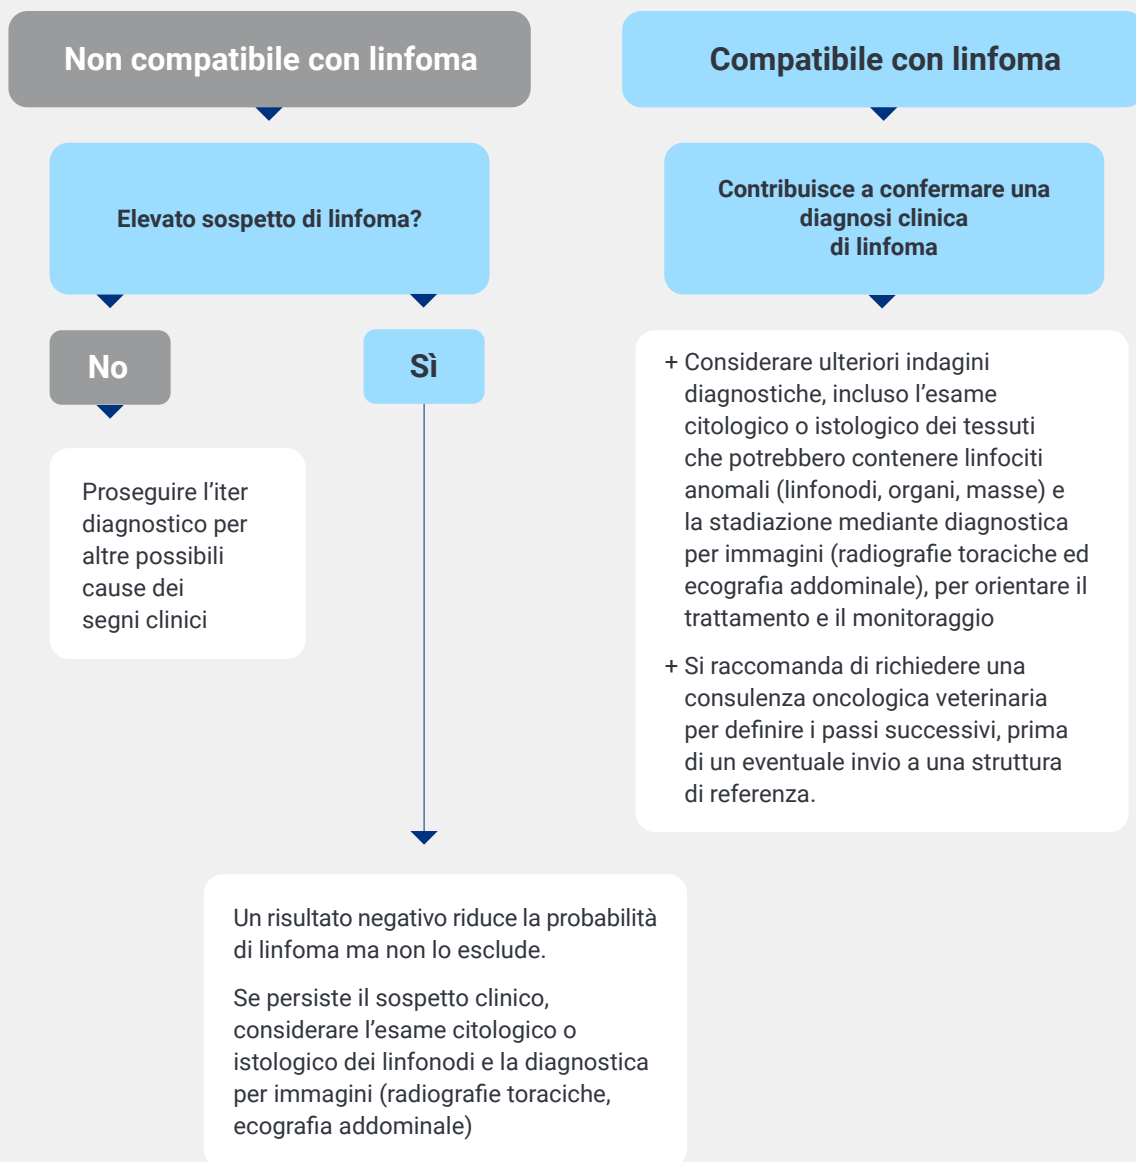 Non compatibile con linfoma
Elevato sospetto di linfoma?
No
Sì
Proseguire l’iter
diagnostico per
altre possibili
cause dei
segni clinici
Un risultato negativo riduce la probabilità
di linfoma ma non lo esclude.
Se persiste il sospetto clinico,
considerare l’esame citologico o
istologico dei linfonodi e la diagnostica
per immagini (radiografie toraciche,
ecografia addominale)
Compatibile con linfoma
Contribuisce a confermare una
diagnosi clinica
di linfoma
+ Considerare ulteriori indagini
diagnostiche, incluso l’esame
citologico o istologico dei tessuti
che potrebbero contenere linfociti
anomali (linfonodi, organi, masse) e
la stadiazione mediante diagnostica
per immagini (radiografie toraciche ed
ecografia addominale), per orientare il
trattamento e il monitoraggio
+ Si raccomanda di richiedere una
consulenza oncologica veterinaria
per definire i passi successivi, prima
di un eventuale invio a una struttura
di referenza.